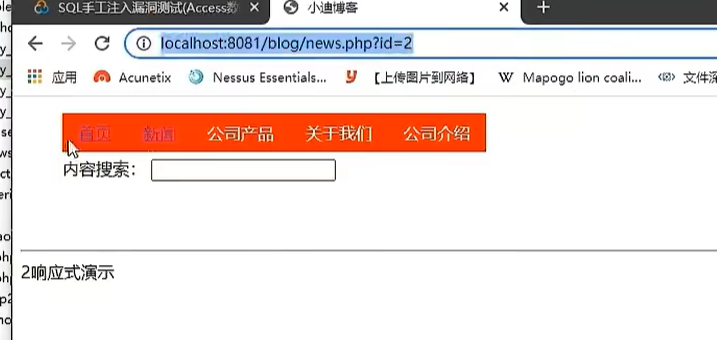 SQL手工注入漏洞测试(Access数
小迪博客
localhost:8081/blog/news.php?id=2
应用 Acunetix Nessus Essentials... 【上传图片到网络】 Mapogo lion coali... 文件深
首页 新闻 公司产品 关于我们 公司介绍
内容搜索：
2响应式演示